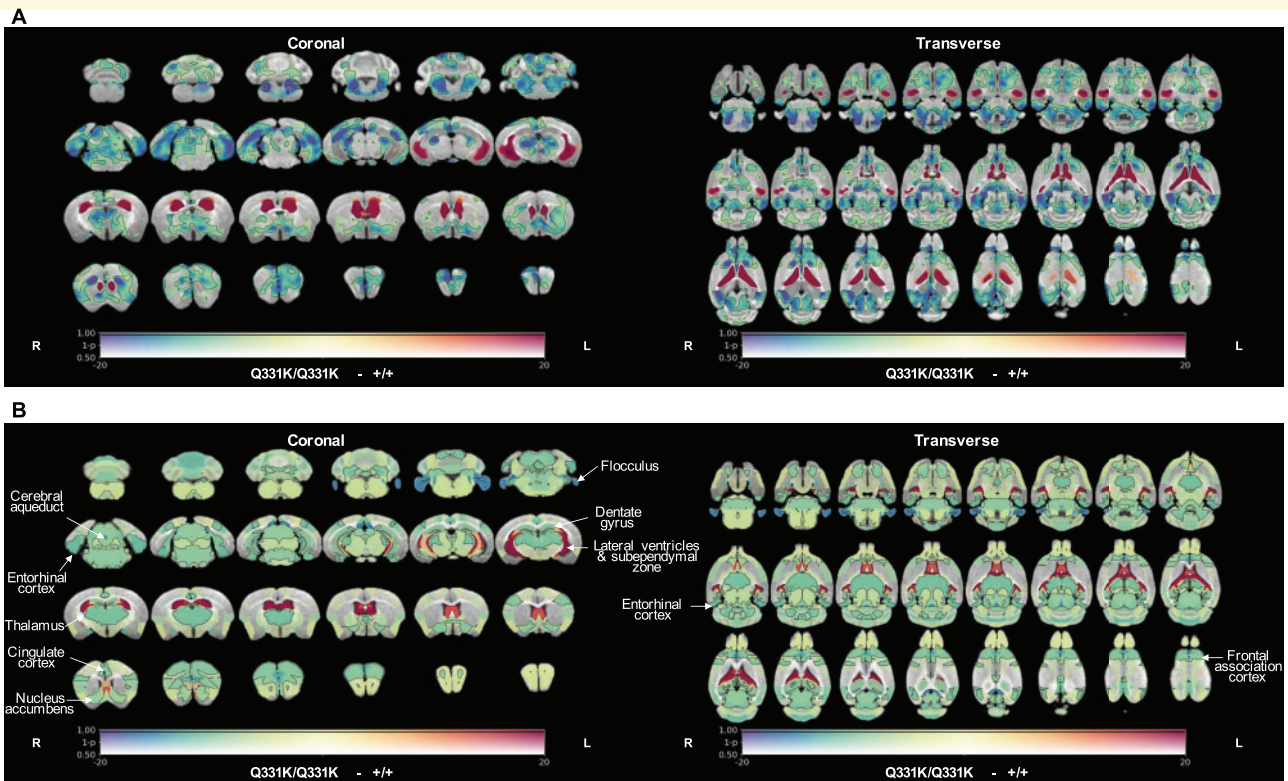 A
Coronal
Transverse
1.00
1-p
0.50
-20
20
R
L
Q331K/Q331K - +/+
1.00
1-p
0.50
-20
20
R
L
Q331K/Q331K - +/+
B
Coronal
Transverse
Cerebral
aqueduct
Entorhinal
cortex
Thalamus
Cingulate
cortex
Nucleus
accumbens
Flocculus
Dentate
gyrus
Lateral ventricles
& subependymal
zone
Entorhinal
cortex
Frontal
association
cortex
1.00
1-p
0.50
-20
20
R
L
Q331K/Q331K - +/+
1.00
1-p
0.50
-20
20
R
L
Q331K/Q331K - +/+